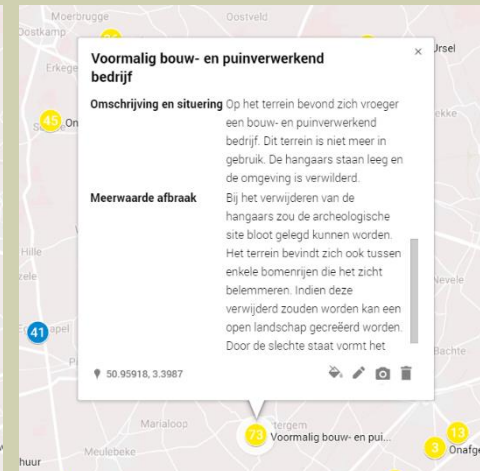 Moerbrugge
Oostveld
Oostkamp
Ursel
Voormalig bouw- en puinverwerkend
bedrijf
×
Erkege
45 On
ekke
Omschrijving en situering Op het terrein bevond zich vroeger
een bouw- en puinverwerkend
bedrijf. Dit terrein is niet meer in
gebruik. De hangaars staan leeg en
de omgeving is verwilderd.
Meerwaarde afbraak Bij het verwijderen van de
hangaars zou de archeologische
site bloot gelegd kunnen worden.
Het terrein bevindt zich ook tussen
enkele bomenrijen die het zicht
belemmeren. Indien deze
verwijderd zouden worden kan een
open landschap gecreëerd worden.
Door de slechte staat vormt het
Hille
zele
Nevele
41
apel
Bachte
50.95918, 3.3987
Marialoop
tergem
73 Voormalig bouw- en pui...
13
3 Onafge
Meulebeke
huur